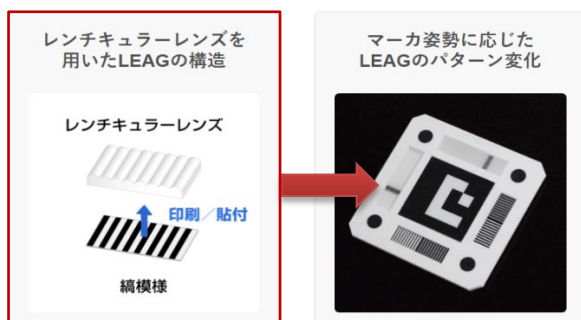 レンチキュラーレンズを
用いたLEAGの構造
レンチキュラーレンズ
印刷／貼付
縞模様
マーカ姿勢に応じた
LEAGのパターン変化